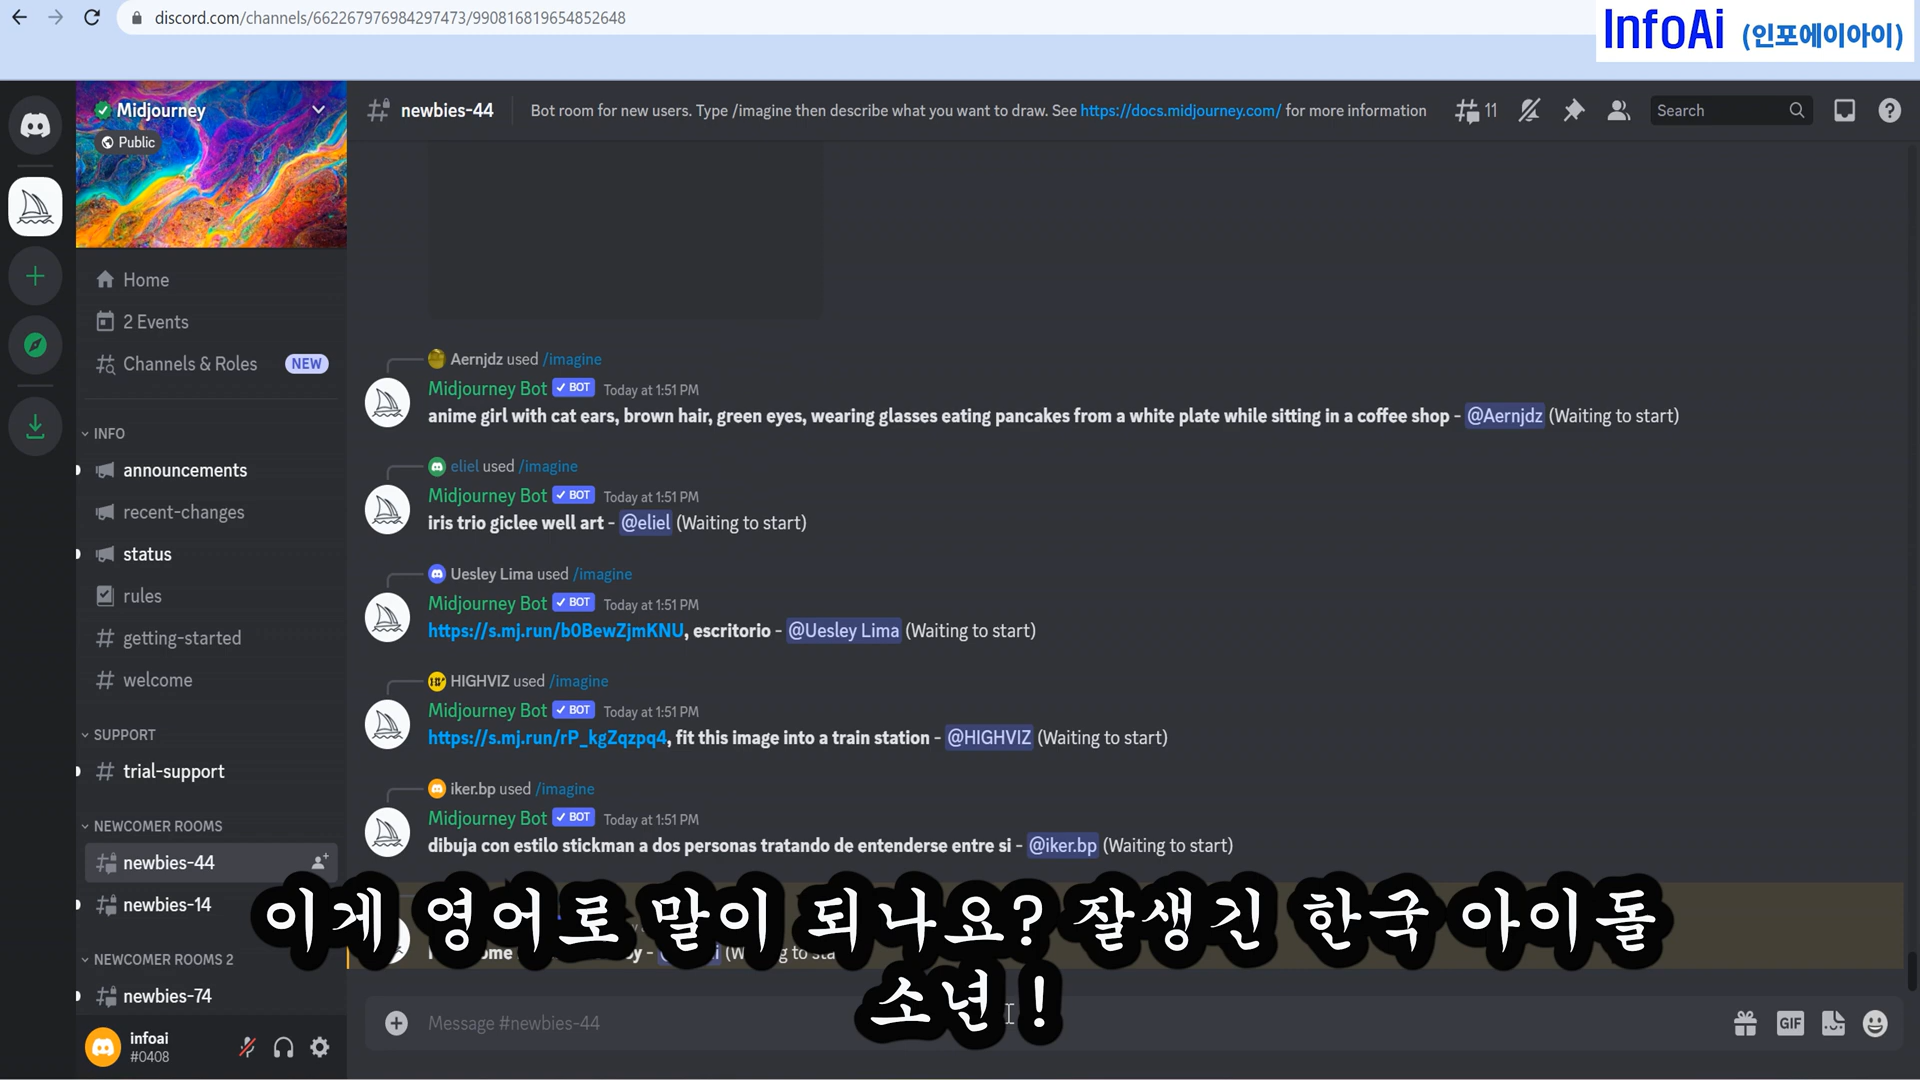 discord.com/channels/662267976984297473/990816819654852648
InfoAi (인포에이아이)
Midjourney
Public
newbies-44
Bot room for new users. Type /imagine then describe what you want to draw. See https://docs.midjourney.com/ for more information
11
Search
Home
2 Events
Channels & Roles NEW
INFO
announcements
recent-changes
status
rules
getting-started
welcome
SUPPORT
trial-support
NEWCOMER ROOMS
newbies-44
newbies-14
NEWCOMER ROOMS 2
newbies-74
infoai
#0408
Aernjdz used /imagine
Midjourney Bot BOT Today at 1:51 PM
anime girl with cat ears, brown hair, green eyes, wearing glasses eating pancakes from a white plate while sitting in a coffee shop - @Aernjdz (Waiting to start)
eliel used /imagine
Midjourney Bot BOT Today at 1:51 PM
iris trio giclee well art - @eliel (Waiting to start)
Uesley Lima used /imagine
Midjourney Bot BOT Today at 1:51 PM
https://s.mj.run/b0BewZjmKNU, escritorio - @Uesley Lima (Waiting to start)
HIGHVIZ used /imagine
Midjourney Bot BOT Today at 1:51 PM
https://s.mj.run/rP_kgZqzpq4, fit this image into a train station - @HIGHVIZ (Waiting to start)
iker.bp used /imagine
Midjourney Bot BOT Today at 1:51 PM
dibuja con estilo stickman a dos personas tratando de entenderse entre si - @iker.bp (Waiting to start)
이게 영어로 말이 되나요? 잘생긴 한국 아이돌
소년!
Message #newbies-44
GIF